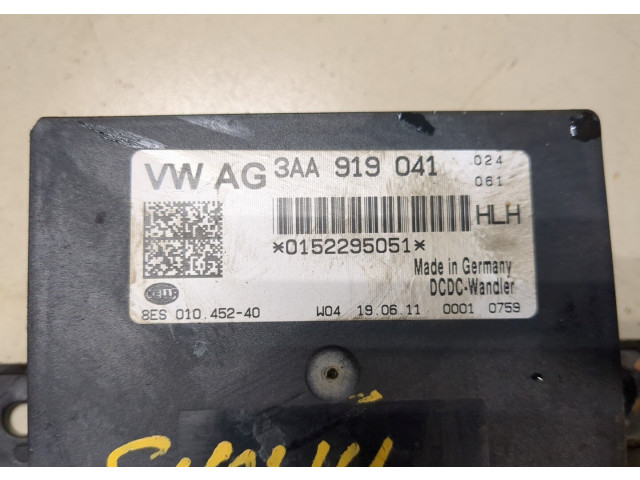 VW AG 3AA 919 041 024
061
HLH
*0152295051*
Made in Germany
DCDC-Wandler
HELLA
8ES 010.452-40 W04 19.06.11 0001 0759